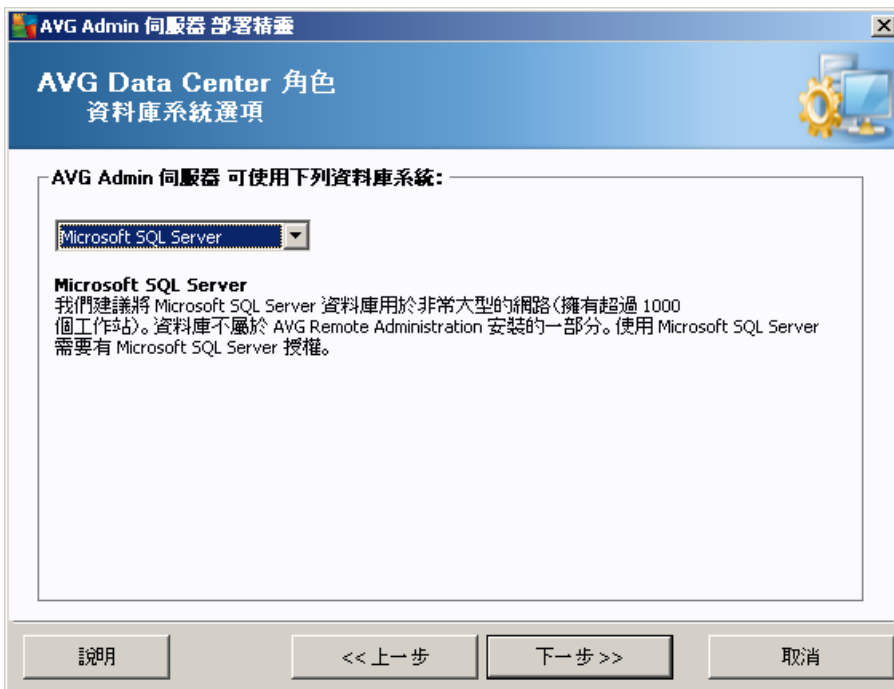 AVG Admin 伺服器 部署精靈
AVG Data Center 角色
資料庫系統選項
AVG Admin 伺服器 可使用下列資料庫系統:
Microsoft SQL Server
Microsoft SQL Server
我們建議將 Microsoft SQL Server 資料庫用於非常大型的網路(擁有超過 1000
個工作站)。資料庫不屬於 AVG Remote Administration 安裝的一部分。使用 Microsoft SQL Server
需要有 Microsoft SQL Server 授權。
說明
<< 上一步
下一步 >>
取消